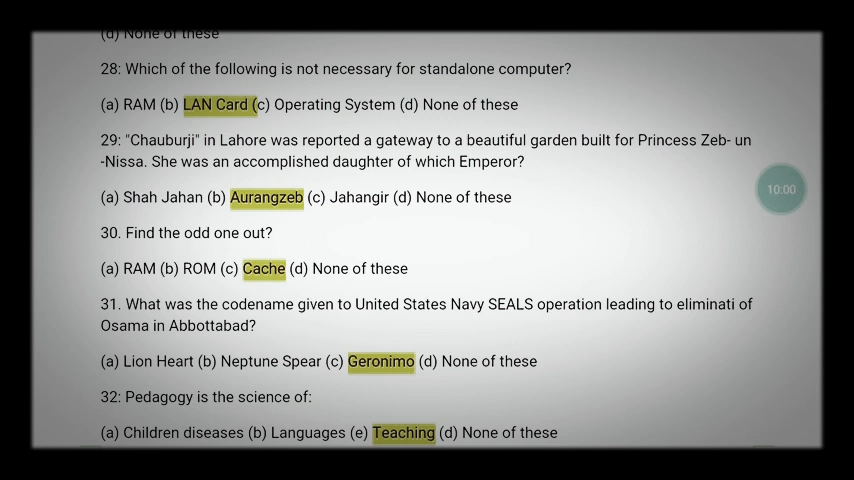 (d) None of these
28: Which of the following is not necessary for standalone computer?
(a) RAM (b) LAN Card (c) Operating System (d) None of these
29: "Chauburji" in Lahore was reported a gateway to a beautiful garden built for Princess Zeb- un
-Nissa. She was an accomplished daughter of which Emperor?
(a) Shah Jahan (b) Aurangzeb (c) Jahangir (d) None of these
10:00
30. Find the odd one out?
(a) RAM (b) ROM (c) Cache (d) None of these
31. What was the codename given to United States Navy SEALS operation leading to eliminati of
Osama in Abbottabad?
(a) Lion Heart (b) Neptune Spear (c) Geronimo (d) None of these
32: Pedagogy is the science of:
(a) Children diseases (b) Languages (e) Teaching (d) None of these